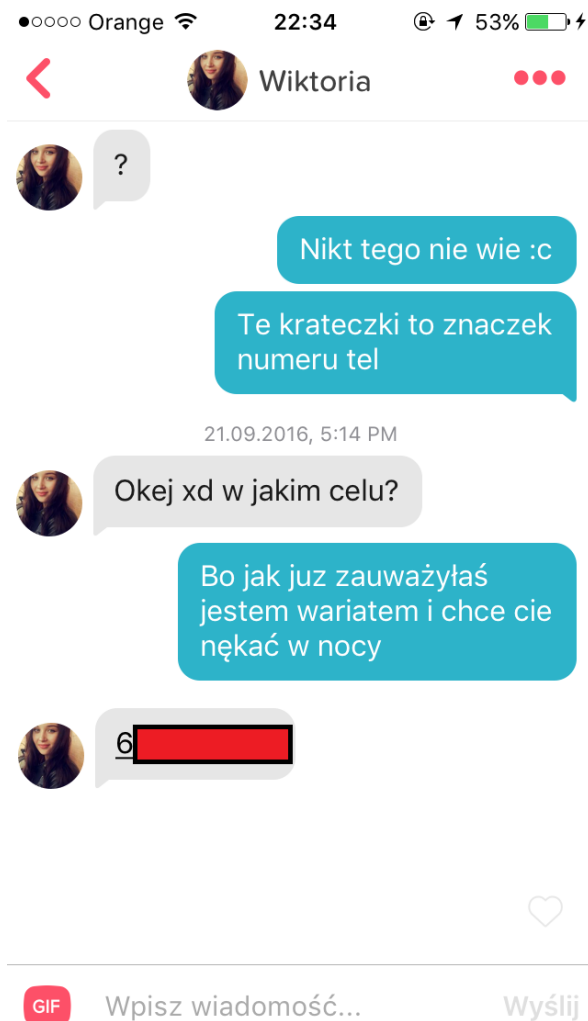 Orange 22:34 53%
Wiktoria
?
Nikt tego nie wie :c
Te krateczki to znaczek
numeru tel
21.09.2016, 5:14 PM
Okej xd w jakim celu?
Bo jak juz zauważyłaś
jestem wariatem i chce cie
nękać w nocy
6
GIF Wpisz wiadomość... Wyślij